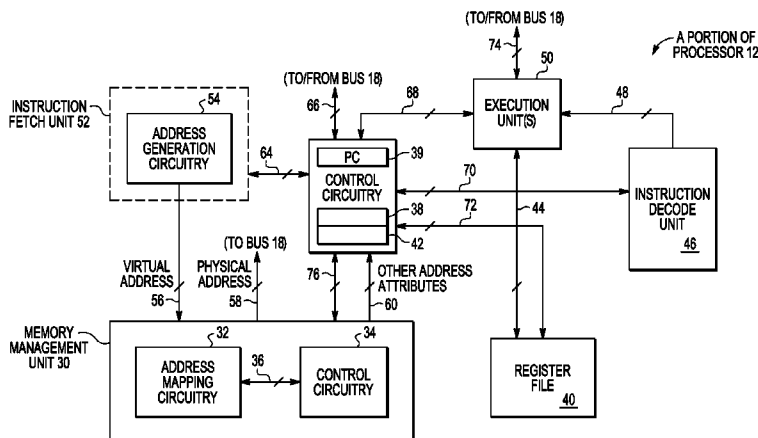 (TO/FROM BUS 18)
74
50
A PORTION OF
PROCESSOR 12
(TO/FROM BUS 18)
54
INSTRUCTION
FETCH UNIT 52
ADDRESS
GENERATION
CIRCUITRY
66
68
EXECUTION
UNIT(S)
48
64
PC
39
CONTROL
CIRCUITRY
38
42
70
72
44
INSTRUCTION
DECODE
UNIT
46
(TO BUS 18)
VIRTUAL
ADDRESS
56
PHYSICAL
ADDRESS
58
76
OTHER ADDRESS
ATTRIBUTES
60
MEMORY
MANAGEMENT
UNIT 30
32
ADDRESS
MAPPING
CIRCUITRY
36
34
CONTROL
CIRCUITRY
REGISTER
FILE
40